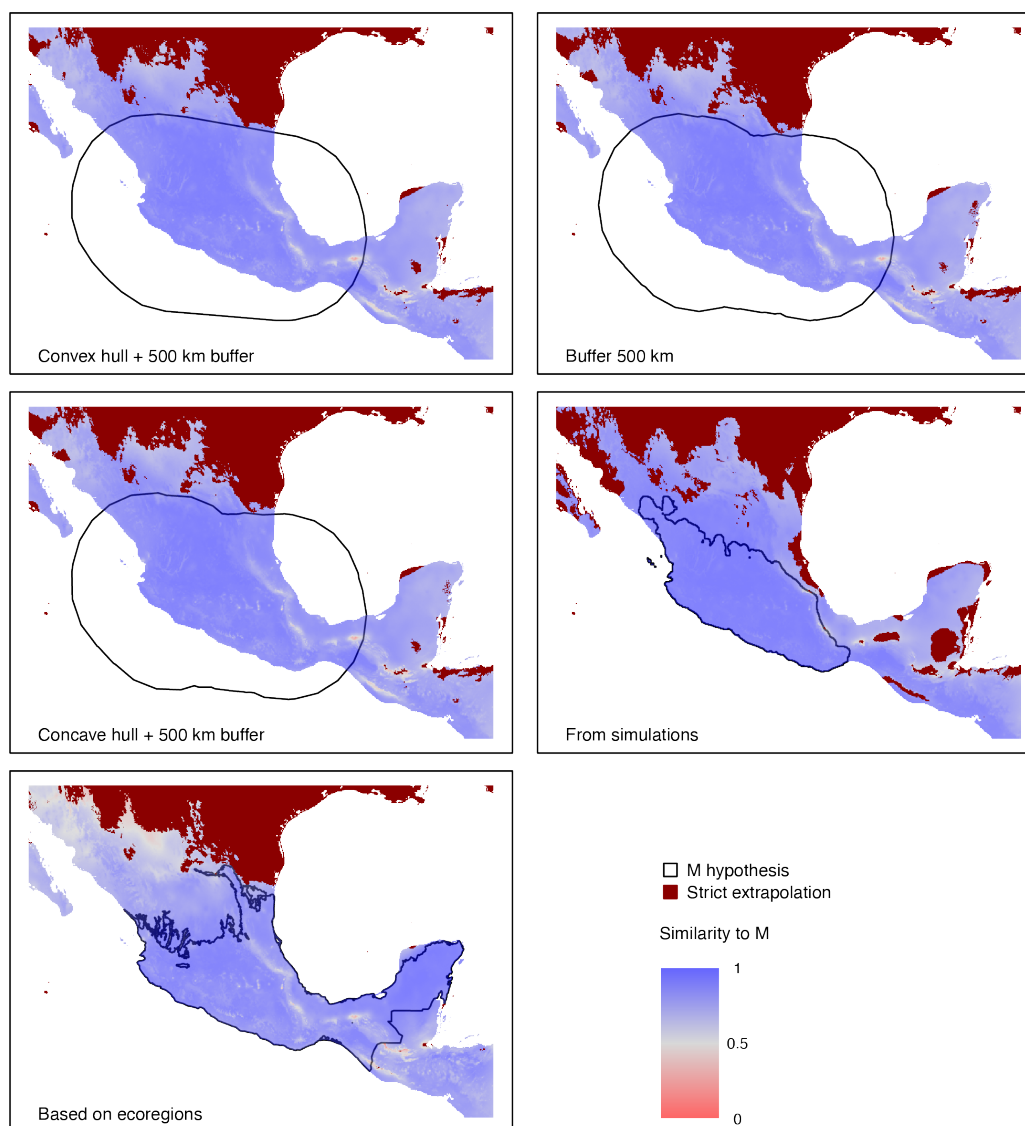 Convex hull + 500 km buffer
Buffer 500 km
Concave hull + 500 km buffer
From simulations
Based on ecoregions
M hypothesis
Strict extrapolation
Similarity to M
1
0.5
0